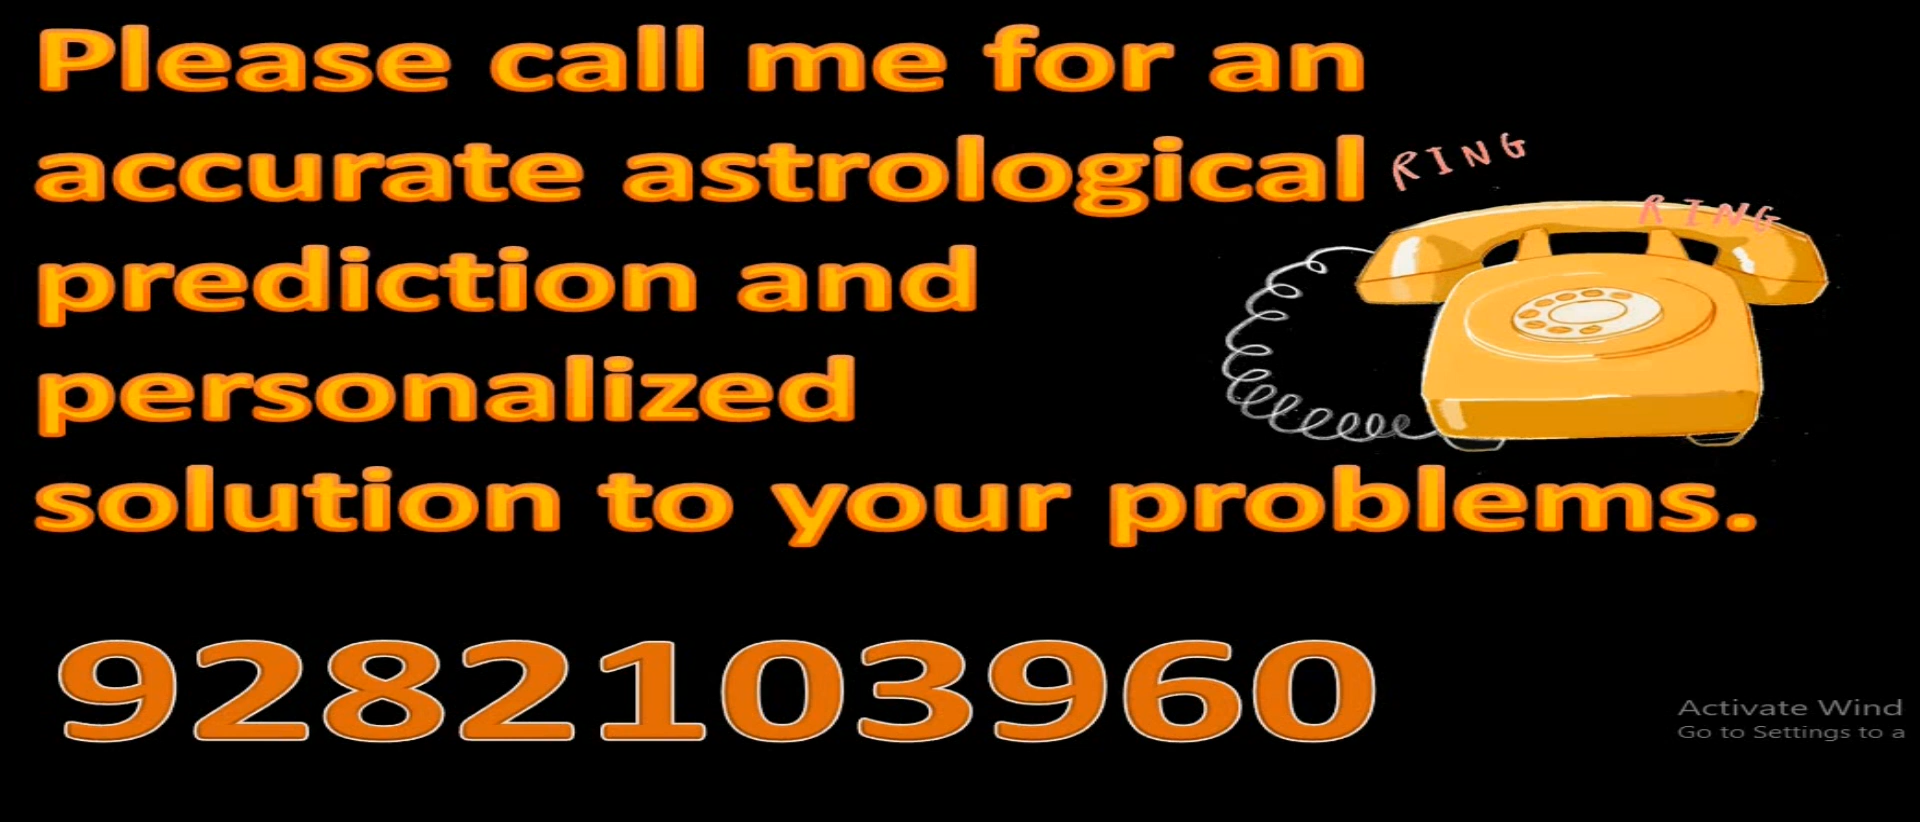 Please call me for an
accurate astrological
RING
RING
prediction and
personalized
solution to your problems.
9282103960
Activate Wind
Go to Settings to a